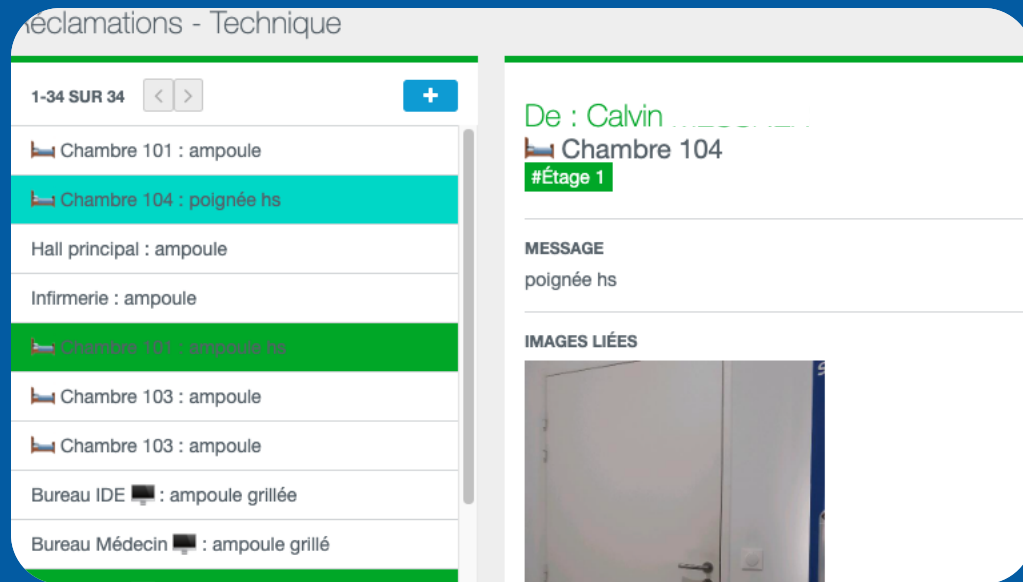 Réclamations - Technique
1-34 SUR 34
Chambre 101 : ampoule
Chambre 104 : poignée hs
Hall principal : ampoule
Infirmerie : ampoule
Chambre 101 : ampoule hs
Chambre 103 : ampoule
Chambre 103 : ampoule
Bureau IDE : ampoule grillée
Bureau Médecin : ampoule grillé
De : Calvin
Chambre 104
#Étage 1
MESSAGE
poignée hs
IMAGES LIÉES